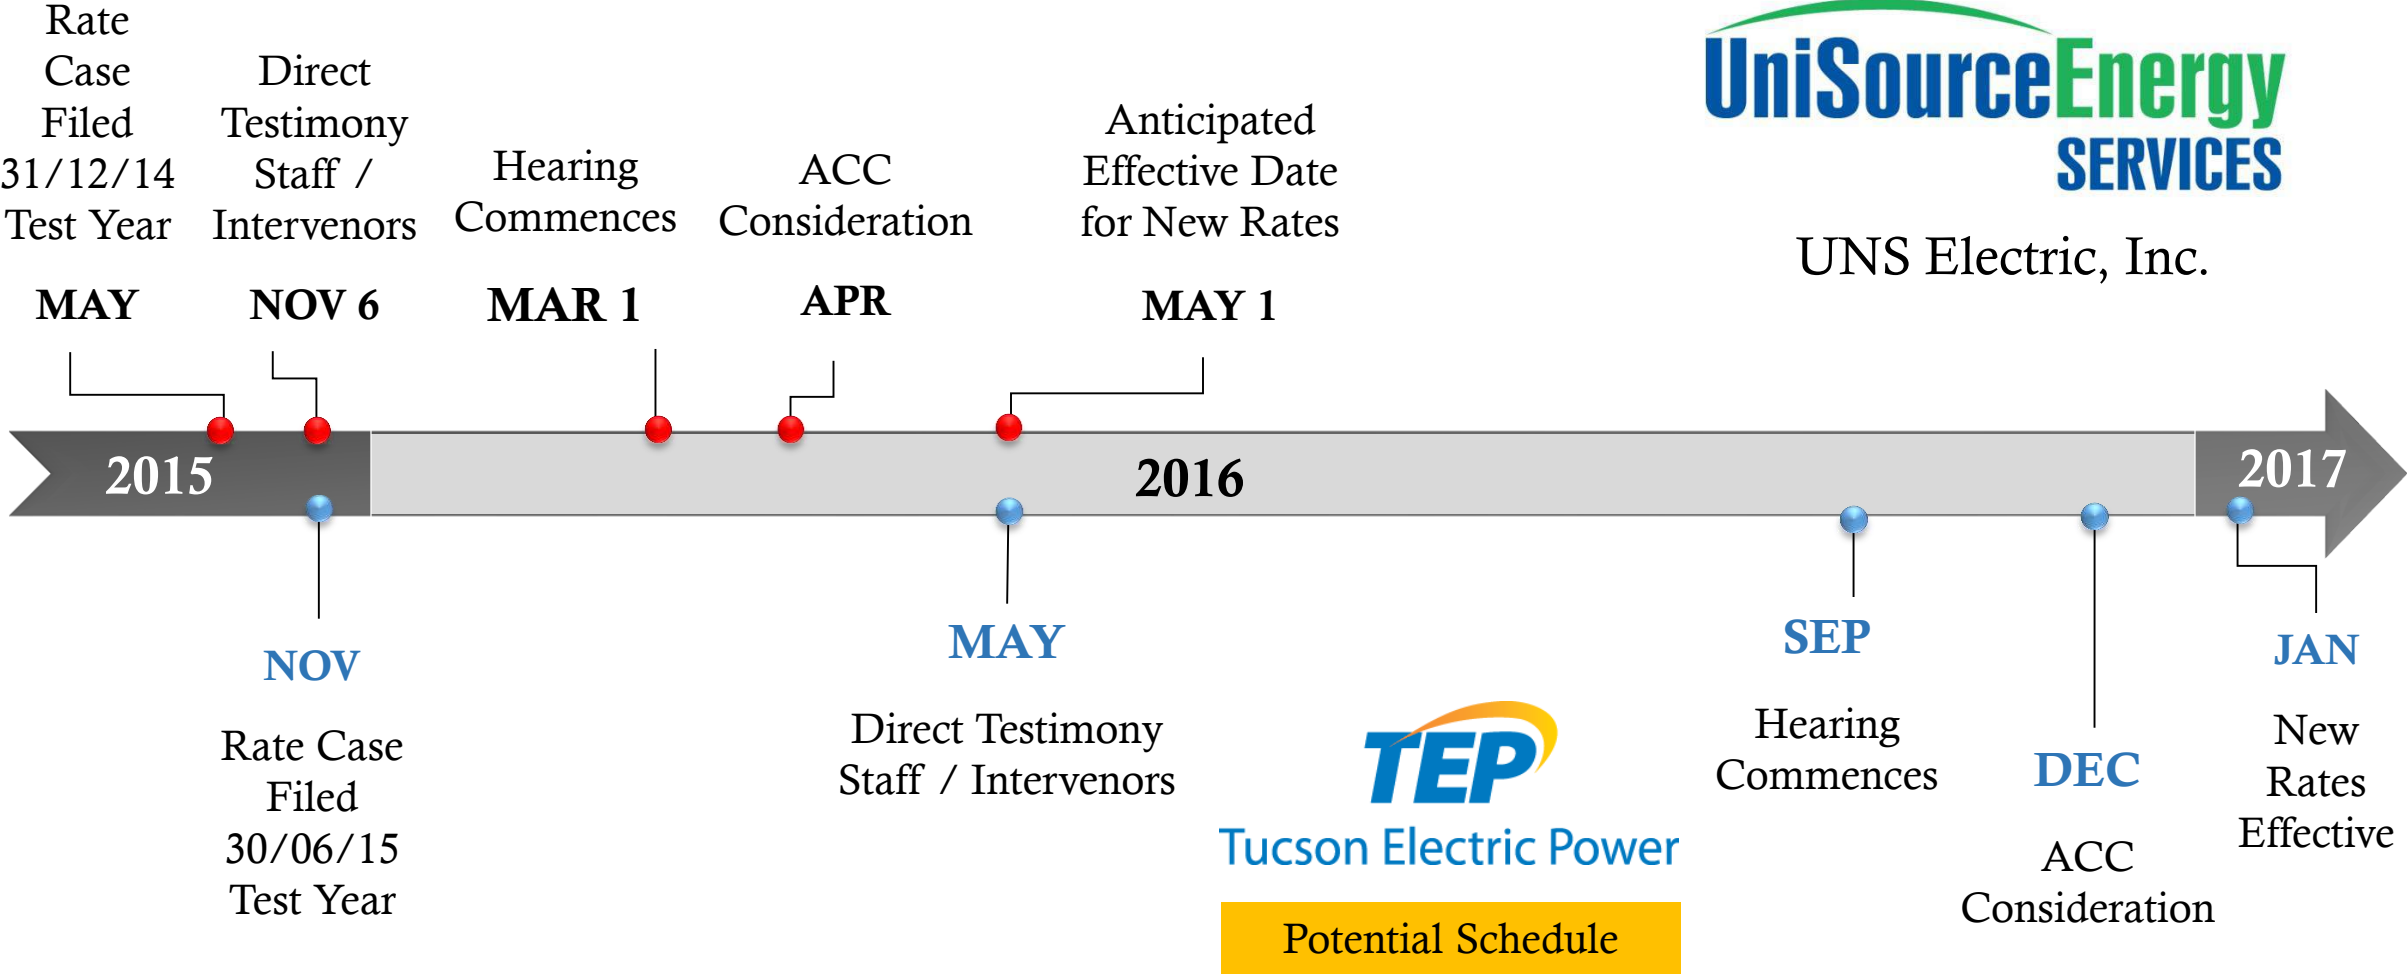 Rate
Case
Filed
31/12/14
Test Year
MAY
Direct
Testimony
Staff /
Intervenors
NOV 6
Hearing
Commences
MAR 1
ACC
Consideration
APR
Anticipated
Effective Date
for New Rates
MAY 1
UniSourceEnergy
SERVICES
UNS Electric, Inc.
2015
2016
2017
NOV
Rate Case
Filed
30/06/15
Test Year
MAY
Direct Testimony
Staff / Intervenors
TEP
Tucson Electric Power
Potential Schedule
SEP
Hearing
Commences
DEC
ACC
Consideration
JAN
New
Rates
Effective